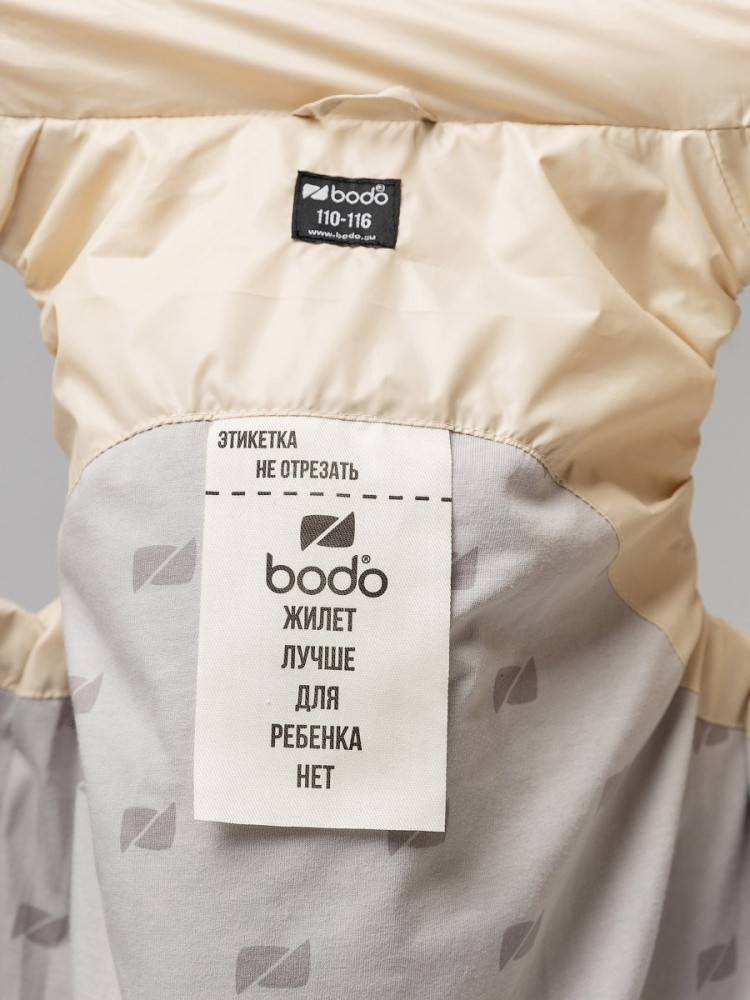 bodo®
110-116
www.bodo.su
ЭТИКЕТКА
НЕ ОТРЕЗАТЬ
bodo®
ЖИЛЕТ
ЛУЧШЕ
ДЛЯ
РЕБЕНКА
НЕТ